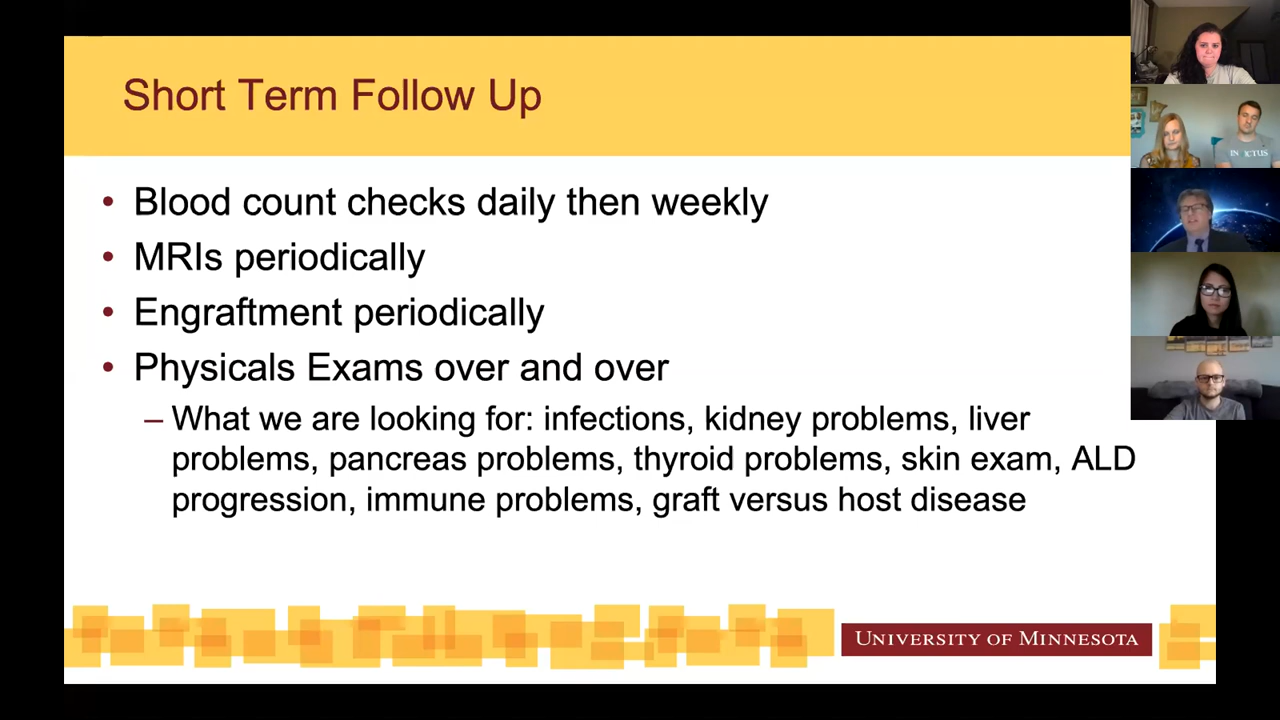 Short Term Follow Up
• Blood count checks daily then weekly
• MRIs periodically
• Engraftment periodically
• Physicals Exams over and over
– What we are looking for: infections, kidney problems, liver
problems, pancreas problems, thyroid problems, skin exam, ALD
progression, immune problems, graft versus host disease
UNIVERSITY OF MINNESOTA